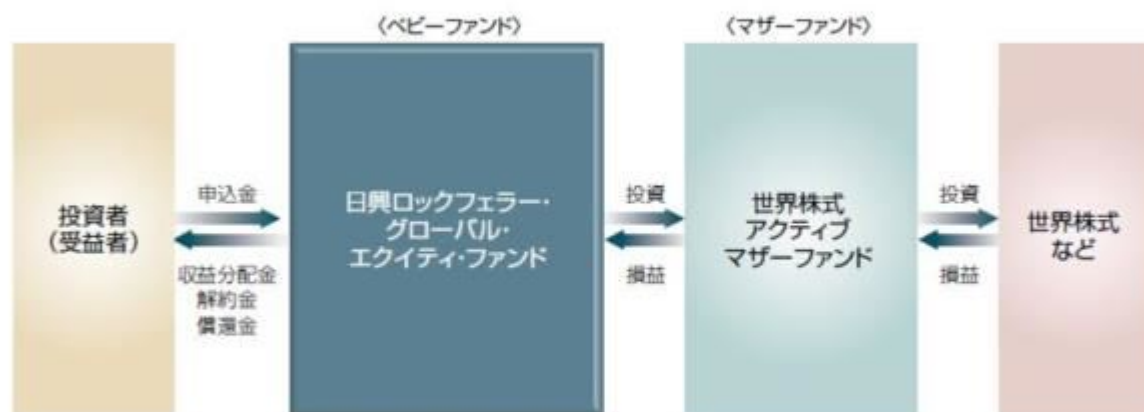 〈ベビーファンド〉
〈マザーファンド〉
投資者
（受益者）
申込金
収益分配金
解約金
償還金
日興ロックフェラー・
グローバル・
エクイティ・ファンド
投資
損益
世界株式
アクティブ
マザーファンド
投資
損益
世界株式
など